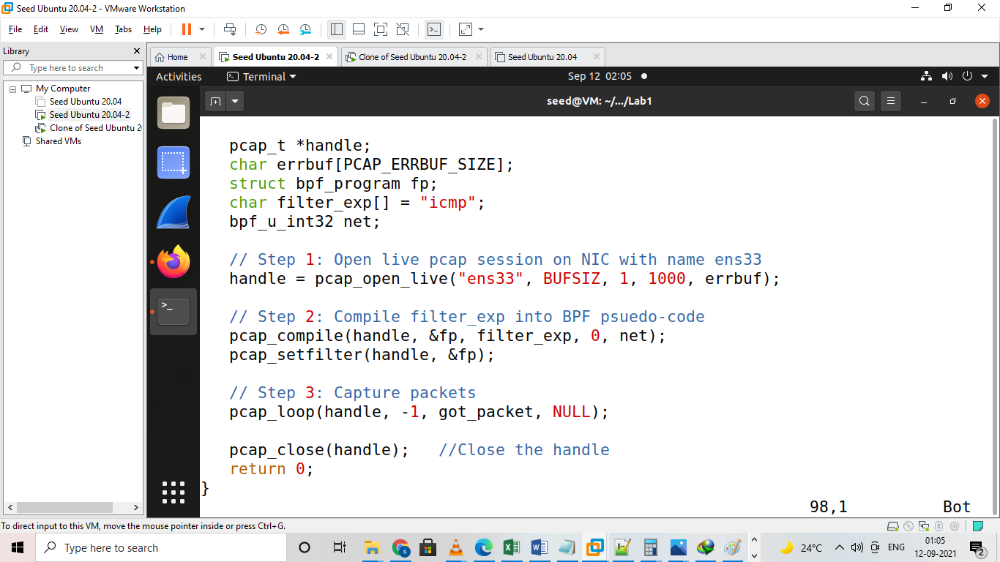 Seed Ubuntu 20.04-2 - VMware Workstation
File Edit View VM Tabs Help
Library
Type here to search
My Computer
Seed Ubuntu 20.04
Seed Ubuntu 20.04-2
Clone of Seed Ubuntu 2
Shared VMs
Home
Seed Ubuntu 20.04-2
Clone of Seed Ubuntu 20.04-2
Seed Ubuntu 20.04
Activities Terminal Sep 12 02:05
seed@VM: ~/.../Lab1
pcap_t *handle;
char errbuf[PCAP_ERRBUF_SIZE];
struct bpf_program fp;
char filter_exp[] = "icmp";
bpf_u_int32 net;
// Step 1: Open live pcap session on NIC with name ens33
handle = pcap_open_live("ens33", BUFSIZ, 1, 1000, errbuf);
// Step 2: Compile filter_exp into BPF psuedo-code
pcap_compile(handle, &fp, filter_exp, 0, net);
pcap_setfilter(handle, &fp);
// Step 3: Capture packets
pcap_loop(handle, -1, got_packet, NULL);
pcap_close(handle); //Close the handle
return 0;
}
98,1 Bot
To direct input to this VM, move the mouse pointer inside or press Ctrl+G.
Type here to search
24°C
ENG
01:05
12-09-2021
2